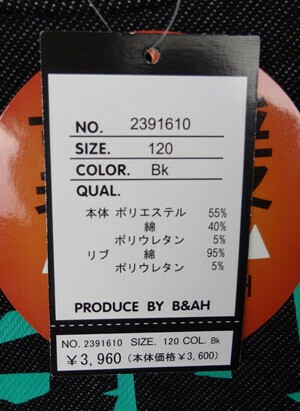 NO. 2391610
SIZE. 120
COLOR. Bk
QUAL.
本体 ポリエステル 55%
綿 40%
ポリウレタン 5%
リブ 綿 95%
ポリウレタン 5%
PRODUCE BY B&AH
NO. 2391610 SIZE. 120 COL. Bk
¥3,960(本体価格¥3,600)